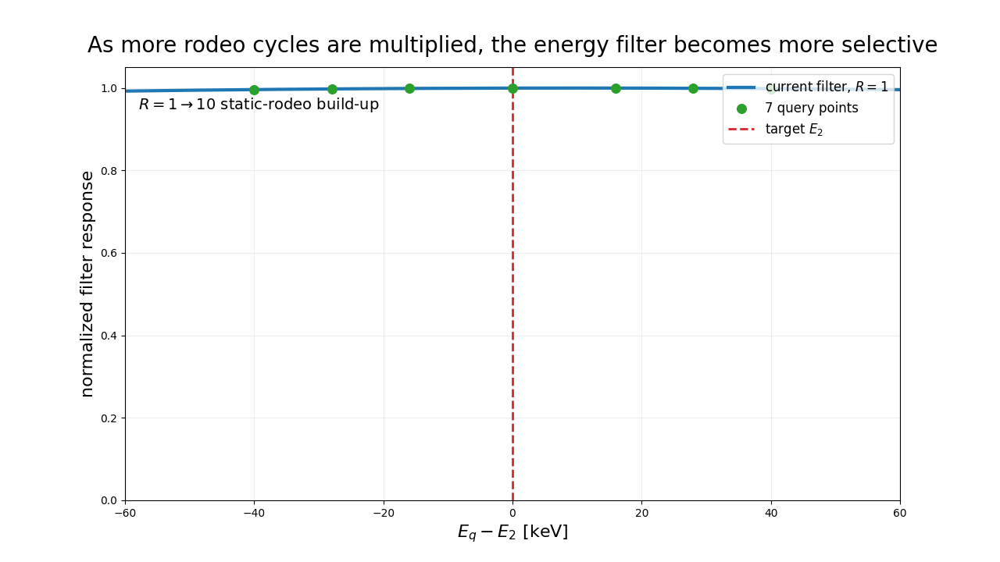 As more rodeo cycles are multiplied, the energy filter becomes more selective
1.0
0.8
0.6
0.4
0.2
0.0
normalized filter response
R = 1 → 10 static-rodeo build-up
current filter, R = 1
7 query points
target E₂
−60 −40 −20 0 20 40 60
E_q − E₂ [keV]